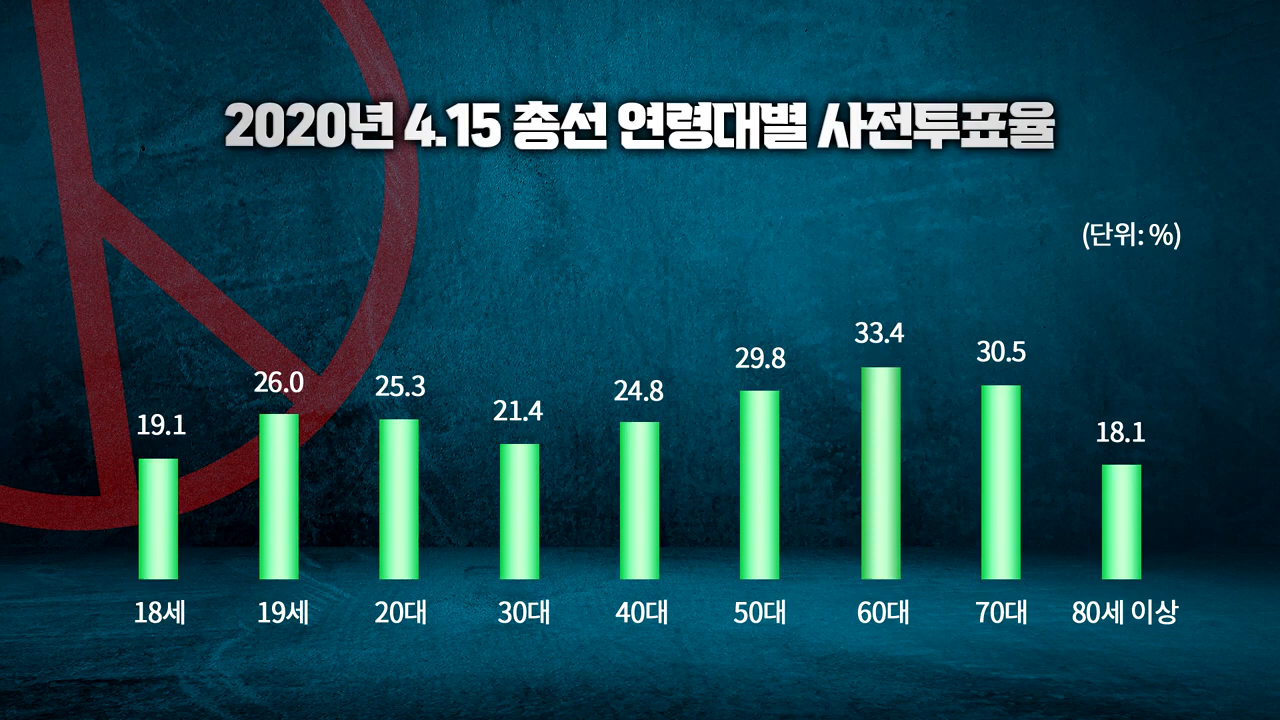 2020년 4.15 총선 연령대별 사전투표율
(단위: %)
19.1
26.0
25.3
21.4
24.8
29.8
33.4
30.5
18.1
18세
19세
20대
30대
40대
50대
60대
70대
80세 이상